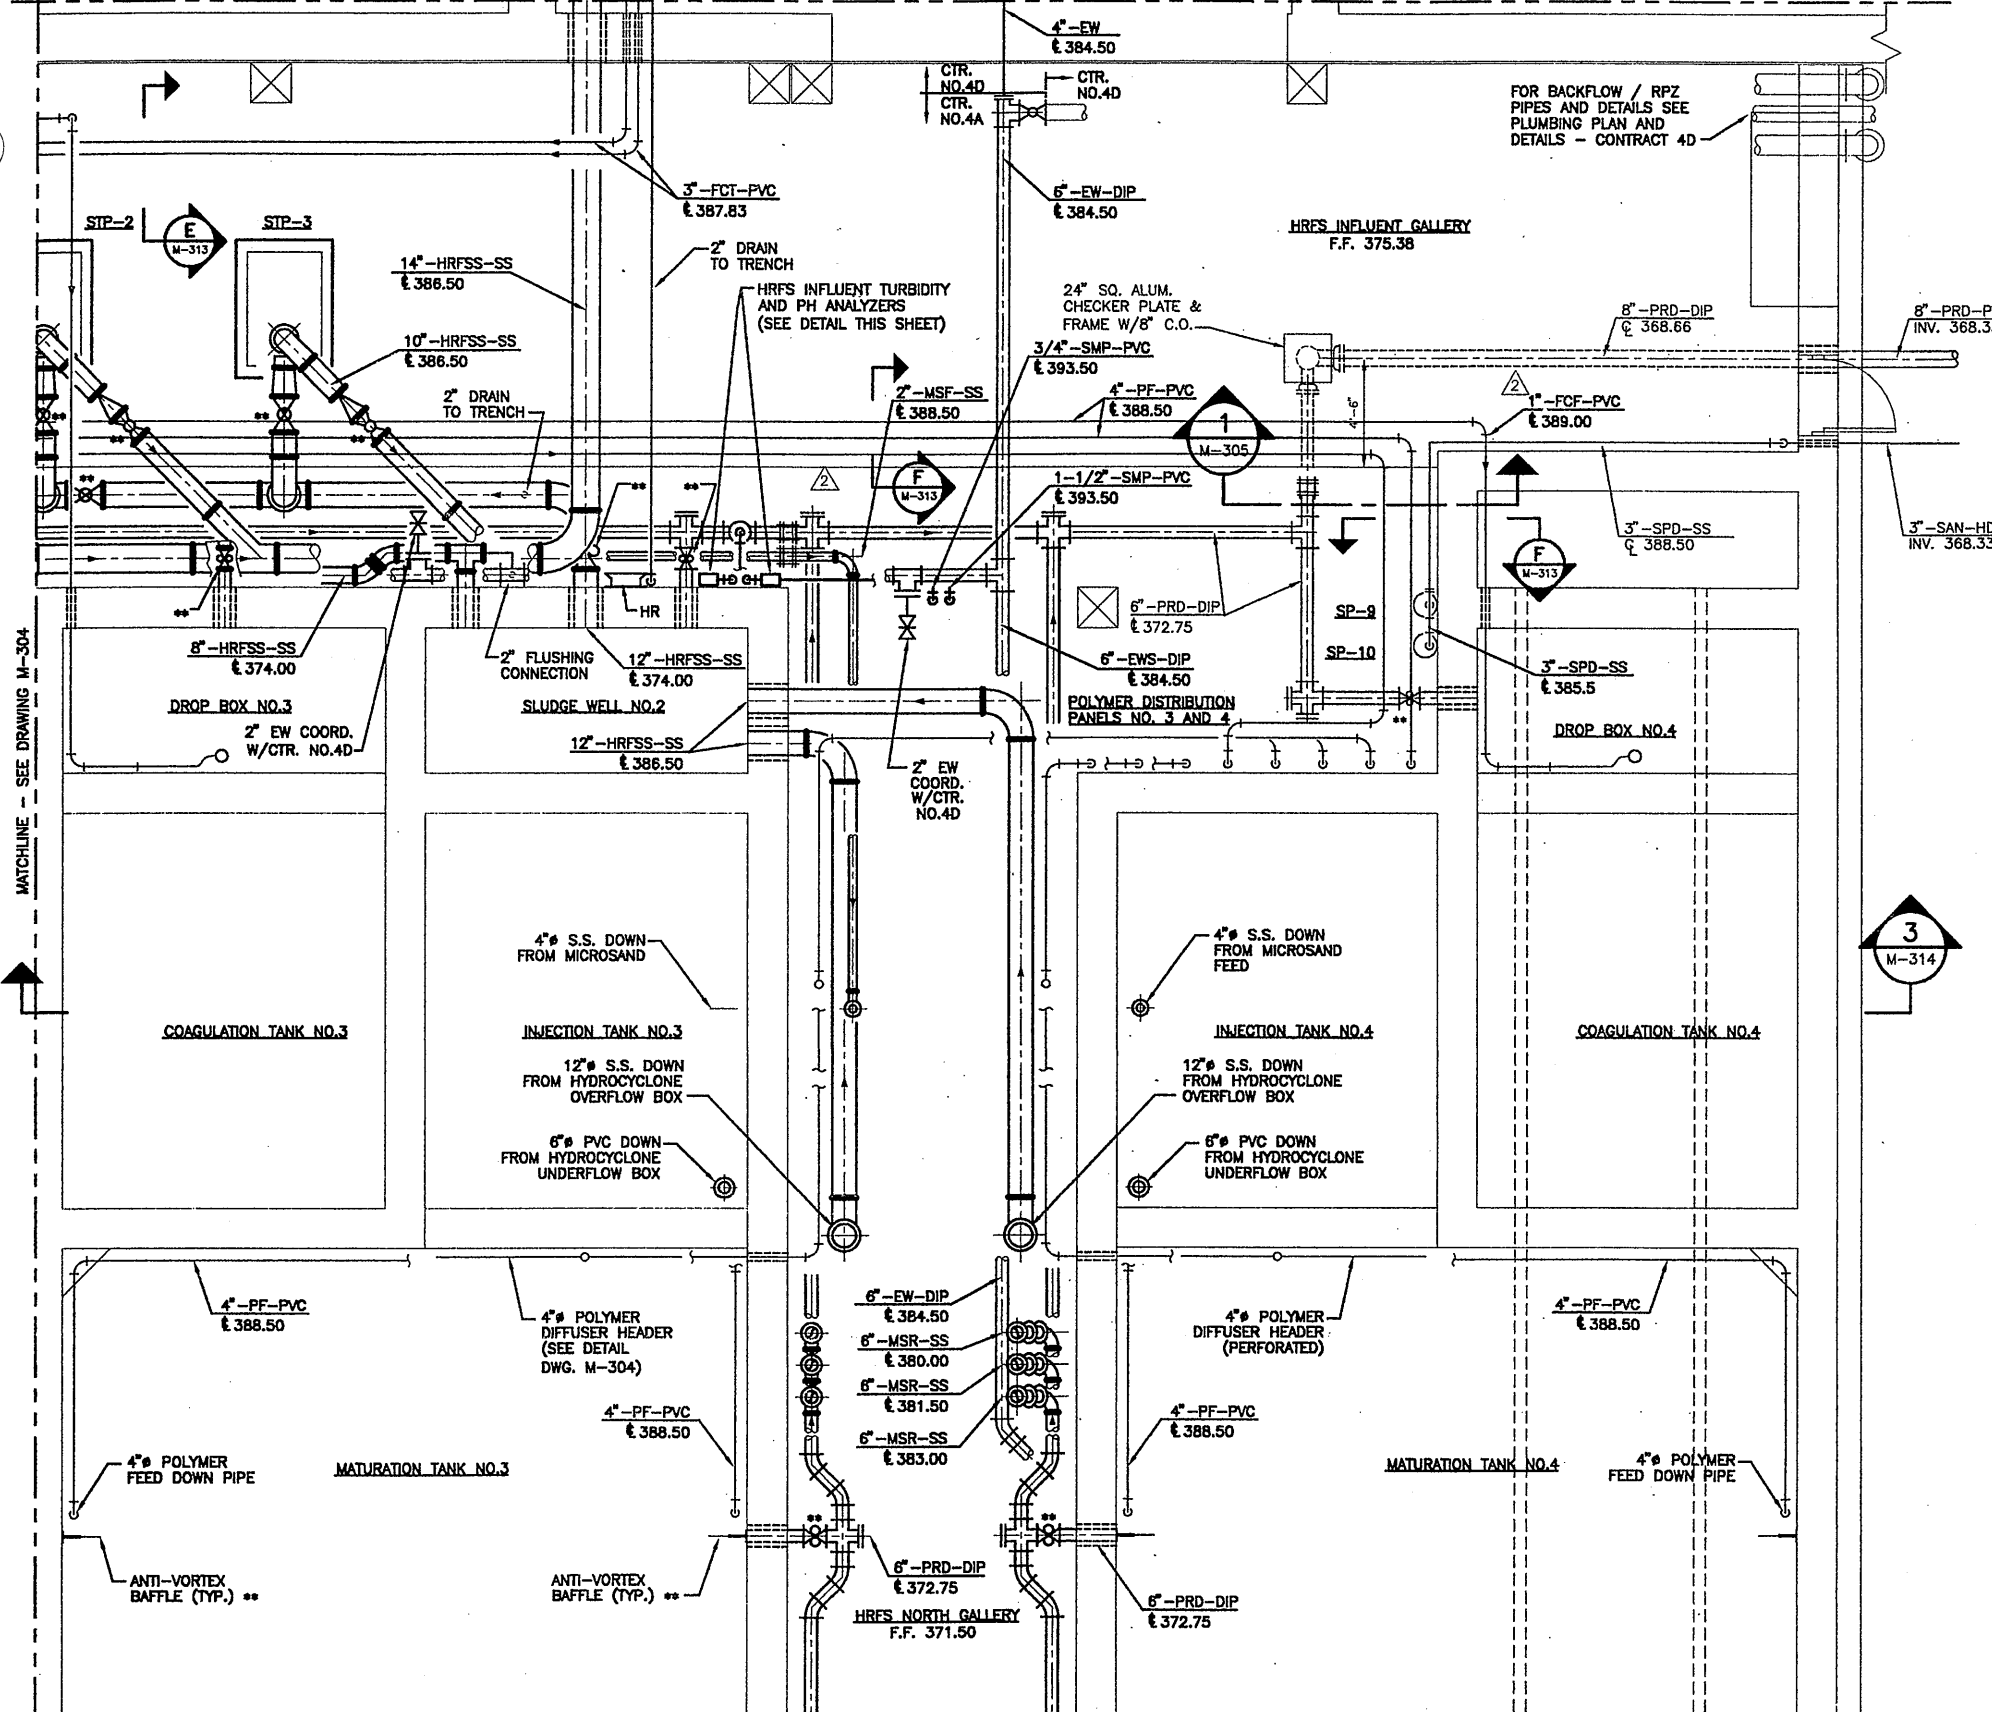 4"-EW
℄ 384.50
CTR.
NO.4D
CTR.
NO.4A
CTR.
NO.4D
FOR BACKFLOW / RPZ
PIPES AND DETAILS SEE
PLUMBING PLAN AND
DETAILS - CONTRACT 4D
3"-FCT-PVC
℄ 387.83
6"-EW-DIP
℄ 384.50
STP-2
E
M-313
STP-3
HRFS INFLUENT GALLERY
F.F. 375.38
14"-HRFSS-SS
℄ 386.50
2" DRAIN
TO TRENCH
HRFS INFLUENT TURBIDITY
AND PH ANALYZERS
(SEE DETAIL THIS SHEET)
24" SQ. ALUM.
CHECKER PLATE &
FRAME W/8" C.O.
8"-PRD-DIP
℄ 368.66
8"-PRD-P
INV. 368.3
10"-HRFSS-SS
℄ 386.50
3/4"-SMP-PVC
℄ 393.50
2" DRAIN
TO TRENCH
2"-MSF-SS
℄ 388.50
4"-PF-PVC
℄ 388.50
1
M-305
4'-6"
2
1"-FCF-PVC
℄ 389.00
**
**
**
**
**
**
**
2
F
M-313
1-1/2"-SMP-PVC
℄ 393.50
3"-SPD-SS
℄ 388.50
3"-SAN-HD
INV. 368.33
F
M-313
**
HR
6"-PRD-DIP
℄ 372.75
SP-9
SP-10
8"-HRFSS-SS
℄ 374.00
2" FLUSHING
CONNECTION
12"-HRFSS-SS
℄ 374.00
6"-EWS-DIP
℄ 384.50
3"-SPD-SS
℄ 385.5
DROP BOX NO.3
SLUDGE WELL NO.2
POLYMER DISTRIBUTION
PANELS NO. 3 AND 4
**
DROP BOX NO.4
2" EW COORD.
W/CTR. NO.4D
12"-HRFSS-SS
℄ 386.50
2" EW
COORD.
W/CTR.
NO.4D
MATCHLINE - SEE DRAWING M-304
4"ø S.S. DOWN
FROM MICROSAND
4"ø S.S. DOWN
FROM MICROSAND
FEED
3
M-314
COAGULATION TANK NO.3
INJECTION TANK NO.3
INJECTION TANK NO.4
COAGULATION TANK NO.4
12"ø S.S. DOWN
FROM HYDROCYCLONE
OVERFLOW BOX
12"ø S.S. DOWN
FROM HYDROCYCLONE
OVERFLOW BOX
6"ø PVC DOWN
FROM HYDROCYCLONE
UNDERFLOW BOX
6"ø PVC DOWN
FROM HYDROCYCLONE
UNDERFLOW BOX
4"-PF-PVC
℄ 388.50
4"ø POLYMER
DIFFUSER HEADER
(SEE DETAIL
DWG. M-304)
6"-EW-DIP
℄ 384.50
6"-MSR-SS
℄ 380.00
6"-MSR-SS
℄ 381.50
6"-MSR-SS
℄ 383.00
4"ø POLYMER
DIFFUSER HEADER
(PERFORATED)
4"-PF-PVC
℄ 388.50
4"-PF-PVC
℄ 388.50
4"-PF-PVC
℄ 388.50
4"ø POLYMER
FEED DOWN PIPE
MATURATION TANK NO.3
MATURATION TANK NO.4
4"ø POLYMER
FEED DOWN PIPE
**
**
ANTI-VORTEX
BAFFLE (TYP.) **
ANTI-VORTEX
BAFFLE (TYP.) **
6"-PRD-DIP
℄ 372.75
6"-PRD-DIP
℄ 372.75
HRFS NORTH GALLERY
F.F. 371.50